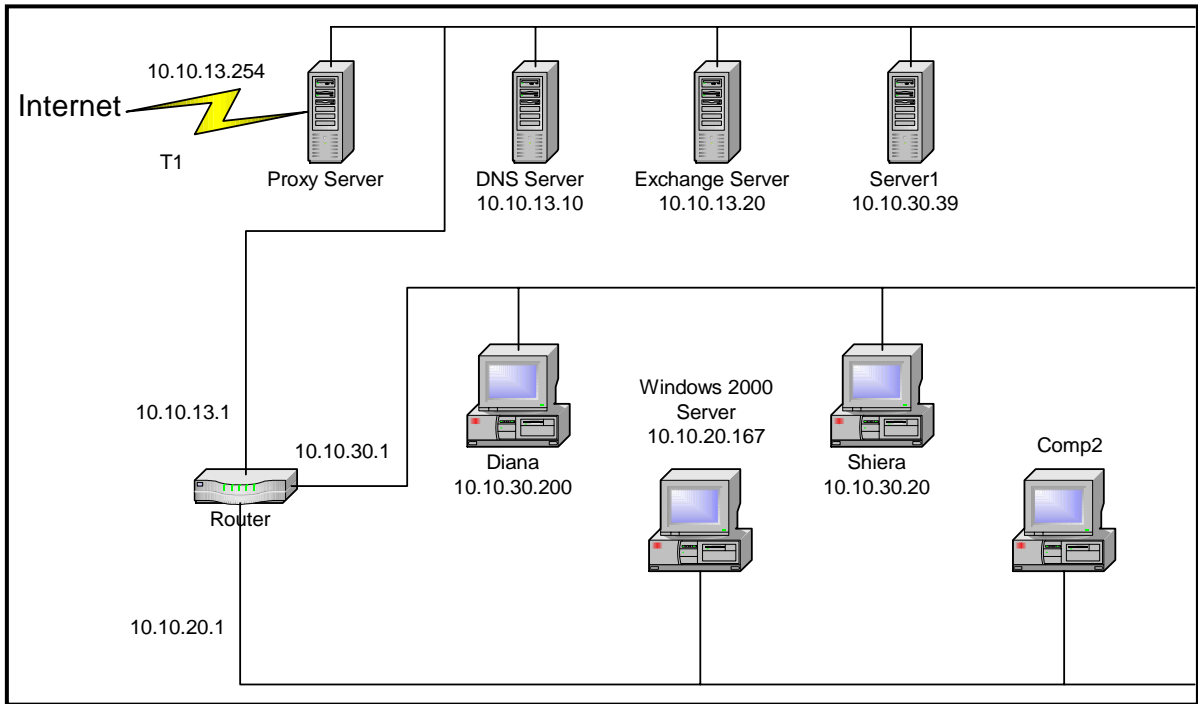 10.10.13.254
Internet
T1
Proxy Server
DNS Server
10.10.13.10
Exchange Server
10.10.13.20
Server1
10.10.30.39
10.10.13.1
10.10.30.1
Router
10.10.20.1
Diana
10.10.30.200
Windows 2000
Server
10.10.20.167
Shiera
10.10.30.20
Comp2